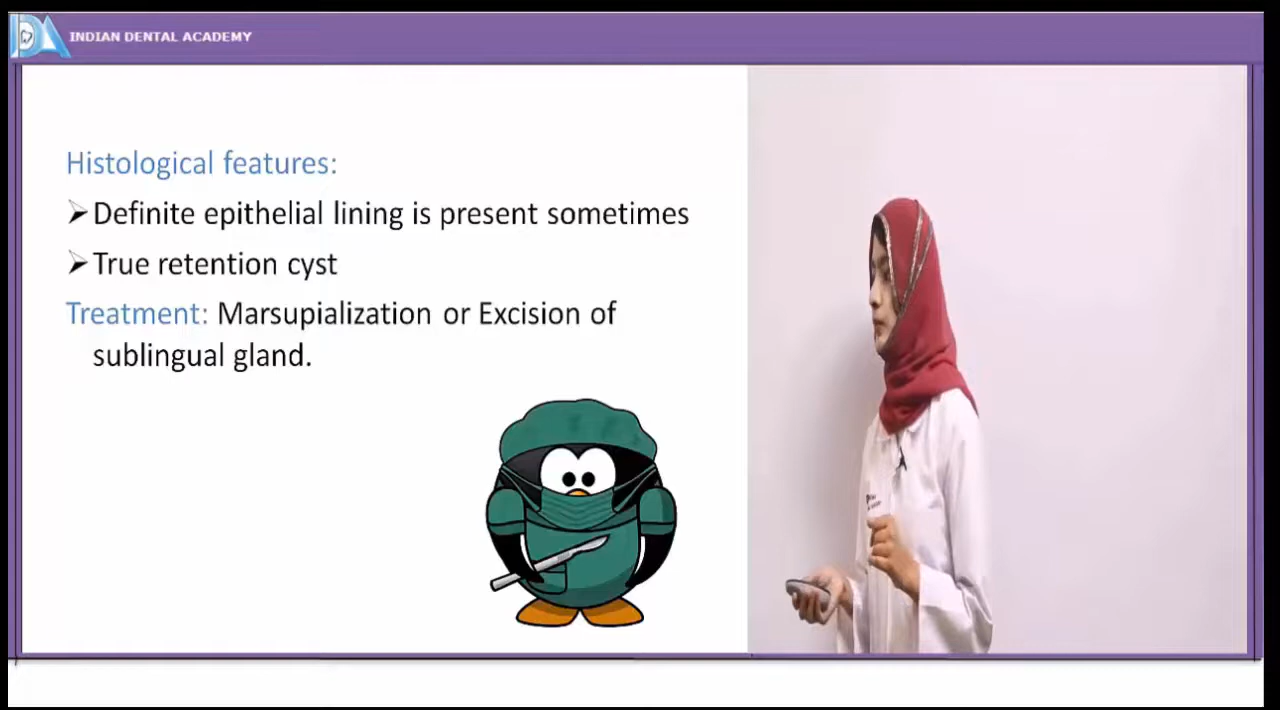 INDIAN DENTAL ACADEMY
Histological features:
➢Definite epithelial lining is present sometimes
➢True retention cyst
Treatment: Marsupialization or Excision of
sublingual gland.